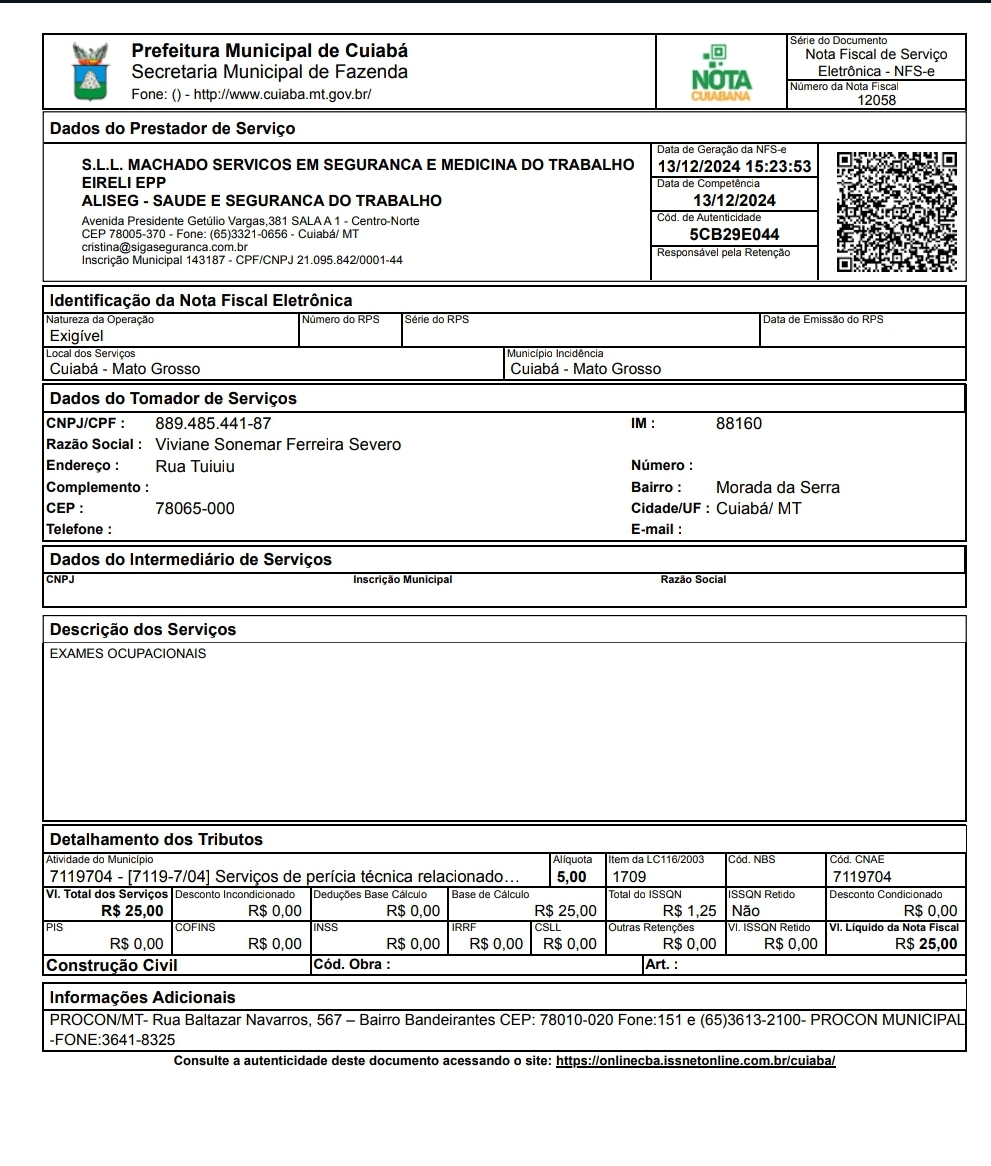 Prefeitura Municipal de Cuiabá
Secretaria Municipal de Fazenda
Fone: () - http://www.cuiaba.mt.gov.br/
NOTA
CUIABANA
Série do Documento
Nota Fiscal de Serviço
Eletrônica - NFS-e
Número da Nota Fiscal
12058
Dados do Prestador de Serviço
S.L.L. MACHADO SERVICOS EM SEGURANCA E MEDICINA DO TRABALHO
EIRELI EPP
ALISEG - SAUDE E SEGURANCA DO TRABALHO
Avenida Presidente Getúlio Vargas,381 SALA A 1 - Centro-Norte
CEP 78005-370 - Fone: (65)3321-0656 - Cuiabá/ MT
cristina@sigaseguranca.com.br
Inscrição Municipal 143187 - CPF/CNPJ 21.095.842/0001-44
Data de Geração da NFS-e
13/12/2024 15:23:53
Data de Competência
13/12/2024
Cód. de Autenticidade
5CB29E044
Responsável pela Retenção
Identificação da Nota Fiscal Eletrônica
Natureza da Operação Número do RPS Série do RPS Data de Emissão do RPS
Exigível
Local dos Serviços Município Incidência
Cuiabá - Mato Grosso Cuiabá - Mato Grosso
Dados do Tomador de Serviços
CNPJ/CPF : 889.485.441-87 IM : 88160
Razão Social : Viviane Sonemar Ferreira Severo
Endereço : Rua Tuiuiu Número :
Complemento : Bairro : Morada da Serra
CEP : 78065-000 Cidade/UF : Cuiabá/ MT
Telefone : E-mail :
Dados do Intermediário de Serviços
CNPJ Inscrição Municipal Razão Social
Descrição dos Serviços
EXAMES OCUPACIONAIS
Detalhamento dos Tributos
Atividade do Município Alíquota Item da LC116/2003 Cód. NBS Cód. CNAE
7119704 - [7119-7/04] Serviços de perícia técnica relacionado… 5,00 1709 7119704
Vl. Total dos Serviços Desconto Incondicionado Deduções Base Cálculo Base de Cálculo Total do ISSQN ISSQN Retido Desconto Condicionado
R$ 25,00 R$ 0,00 R$ 0,00 R$ 25,00 R$ 1,25 Não R$ 0,00
PIS COFINS INSS IRRF CSLL Outras Retenções Vl. ISSQN Retido Vl. Líquido da Nota Fiscal
R$ 0,00 R$ 0,00 R$ 0,00 R$ 0,00 R$ 0,00 R$ 0,00 R$ 0,00 R$ 25,00
Construção Civil Cód. Obra : Art. :
Informações Adicionais
PROCON/MT- Rua Baltazar Navarros, 567 – Bairro Bandeirantes CEP: 78010-020 Fone:151 e (65)3613-2100- PROCON MUNICIPAL
-FONE:3641-8325
Consulte a autenticidade deste documento acessando o site: https://onlinecba.issnetonline.com.br/cuiaba/